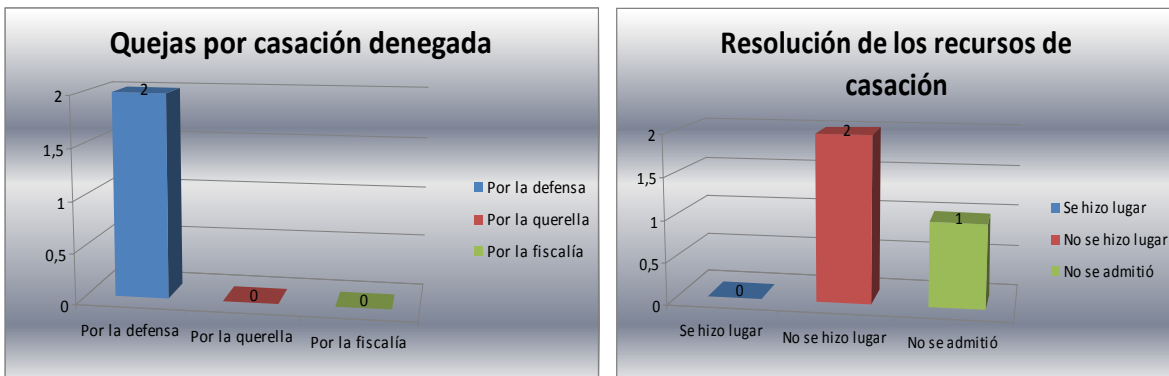 Quejas por casación denegada
2
1,5
1
0,5
0
2
0
0
Por la defensa
Por la querella
Por la fiscalía
Por la defensa
Por la querella
Por la fiscalía
Resolución de los recursos de
casación
2
1,5
1
0,5
0
0
2
1
Se hizo lugar
No se hizo lugar
No se admitió
Se hizo lugar
No se hizo lugar
No se admitió